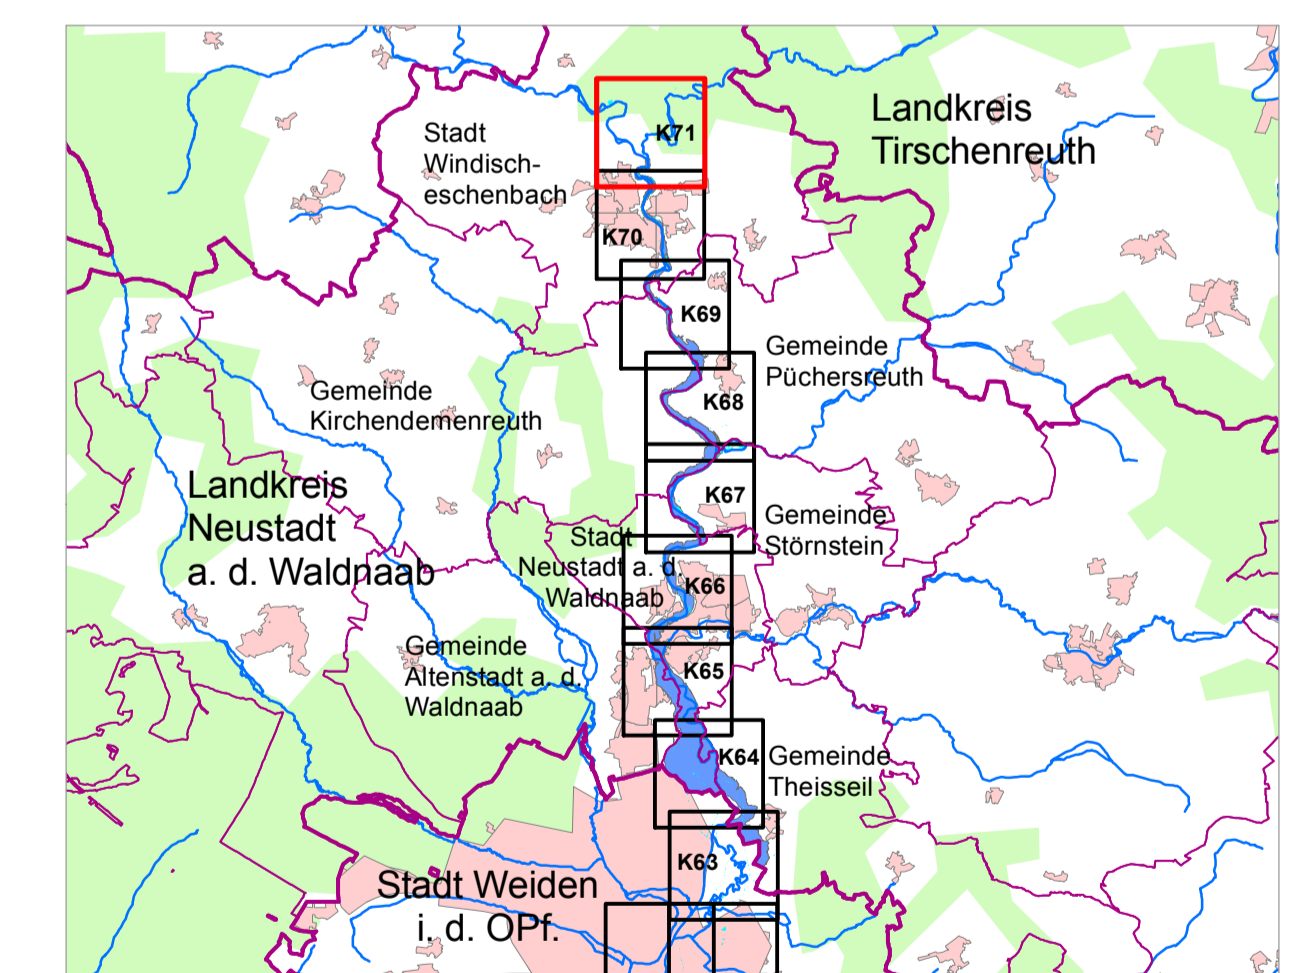 Landkreis
Tirschenreuth
Stadt
Windisch-
eschenbach
K71
K70
K69
Gemeinde
Püchersreuth
K68
Gemeinde
Kirchendemenreuth
Landkreis
Neustadt
a. d. Waldnaab
K67
Gemeinde
Störnstein
Stadt
Neustadt a. d.
Waldnaab
K66
Gemeinde
Altenstadt a. d.
Waldnaab
K65
K64
Gemeinde
Theisseil
K63
Stadt Weiden
i. d. OPf.